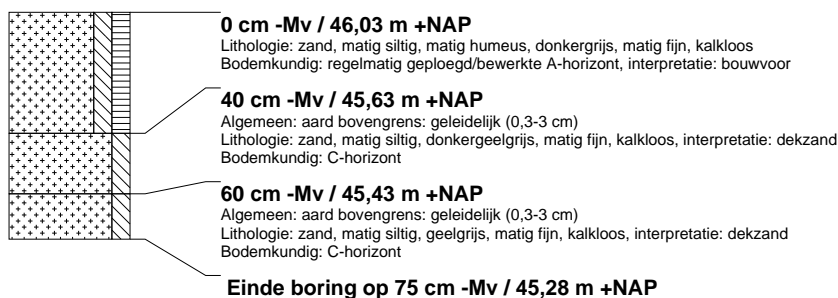 0 cm -Mv / 46,03 m +NAP
Lithologie: zand, matig siltig, matig humeus, donkergrijs, matig fijn, kalkloos
Bodemkundig: regelmatig geploegd/bewerkte A-horizont, interpretatie: bouwvoor
40 cm -Mv / 45,63 m +NAP
Algemeen: aard bovengrens: geleidelijk (0,3-3 cm)
Lithologie: zand, matig siltig, donkergeelgrijs, matig fijn, kalkloos, interpretatie: dekzand
Bodemkundig: C-horizont
60 cm -Mv / 45,43 m +NAP
Algemeen: aard bovengrens: geleidelijk (0,3-3 cm)
Lithologie: zand, matig siltig, geelgrijs, matig fijn, kalkloos, interpretatie: dekzand
Bodemkundig: C-horizont
Einde boring op 75 cm -Mv / 45,28 m +NAP